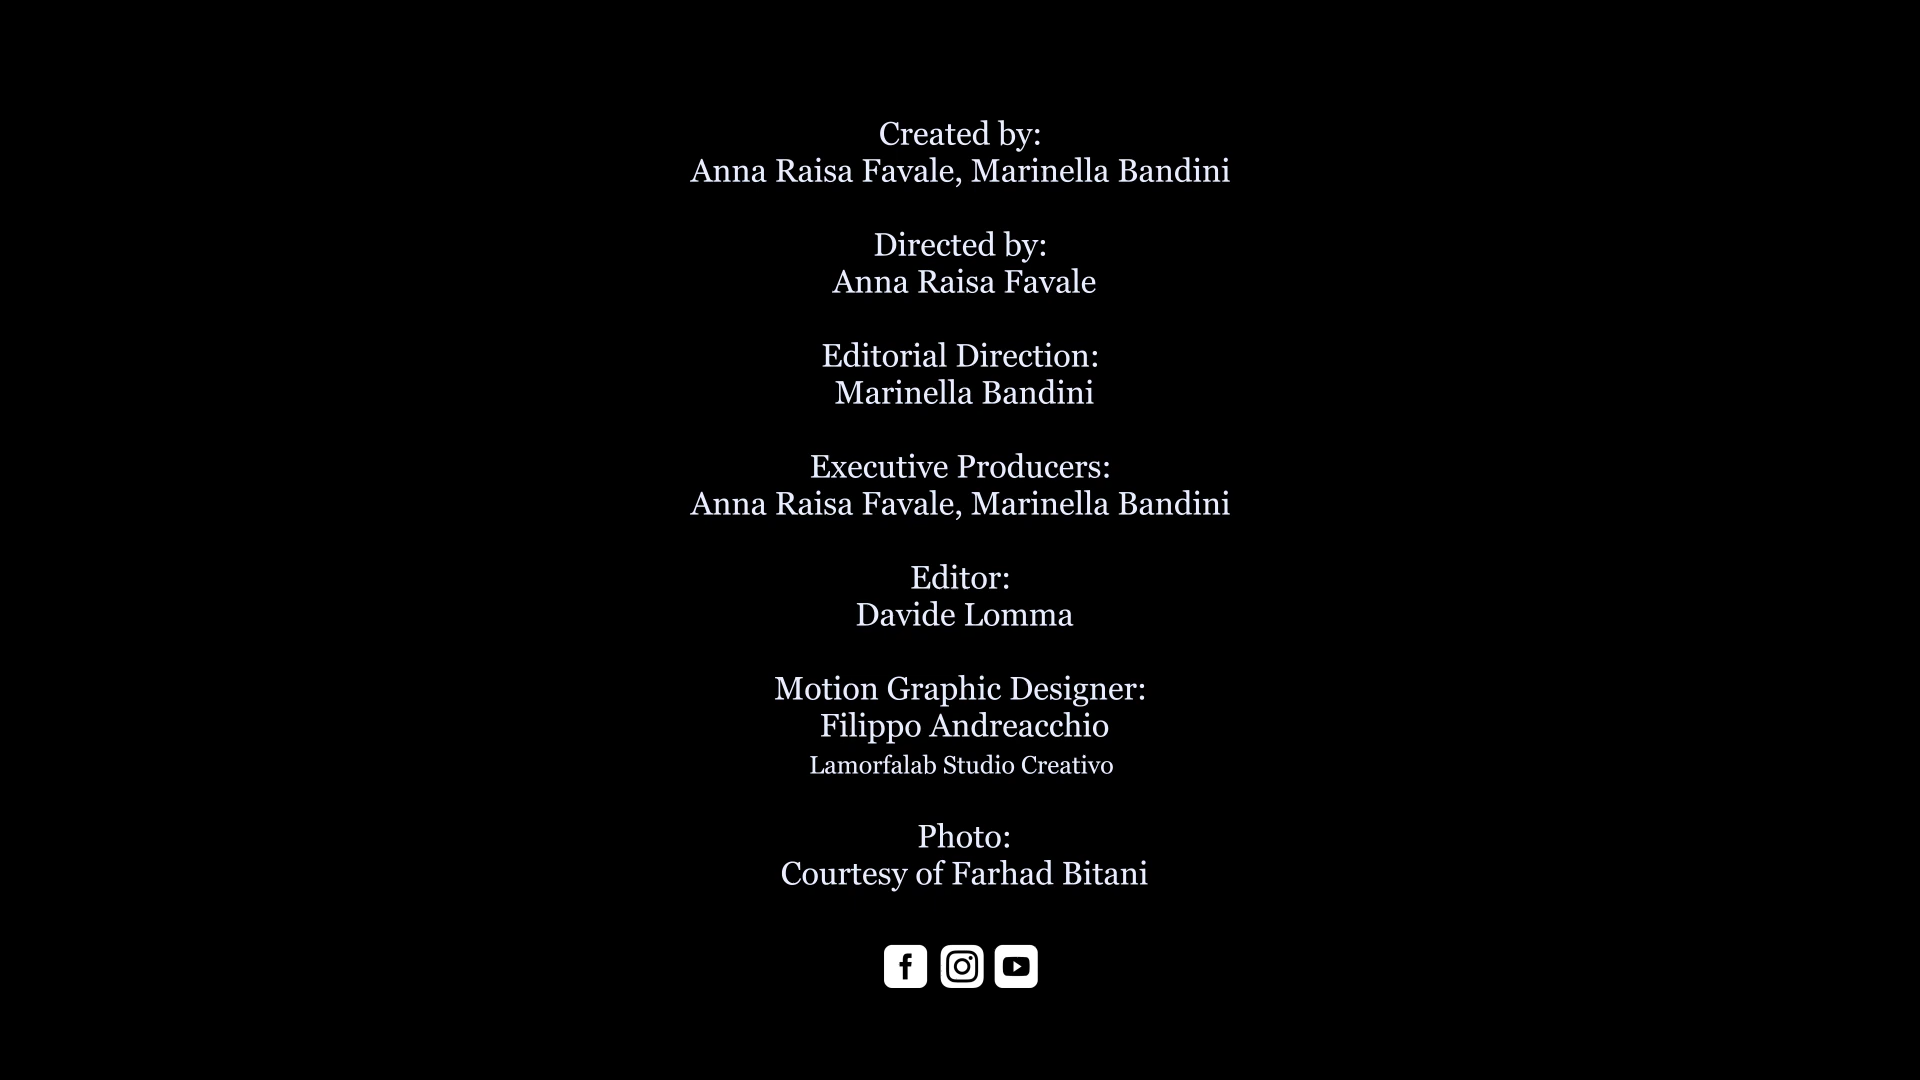 Created by:
Anna Raisa Favale, Marinella Bandini
Directed by:
Anna Raisa Favale
Editorial Direction:
Marinella Bandini
Executive Producers:
Anna Raisa Favale, Marinella Bandini
Editor:
Davide Lomma
Motion Graphic Designer:
Filippo Andreacchio
Lamorfalab Studio Creativo
Photo:
Courtesy of Farhad Bitani